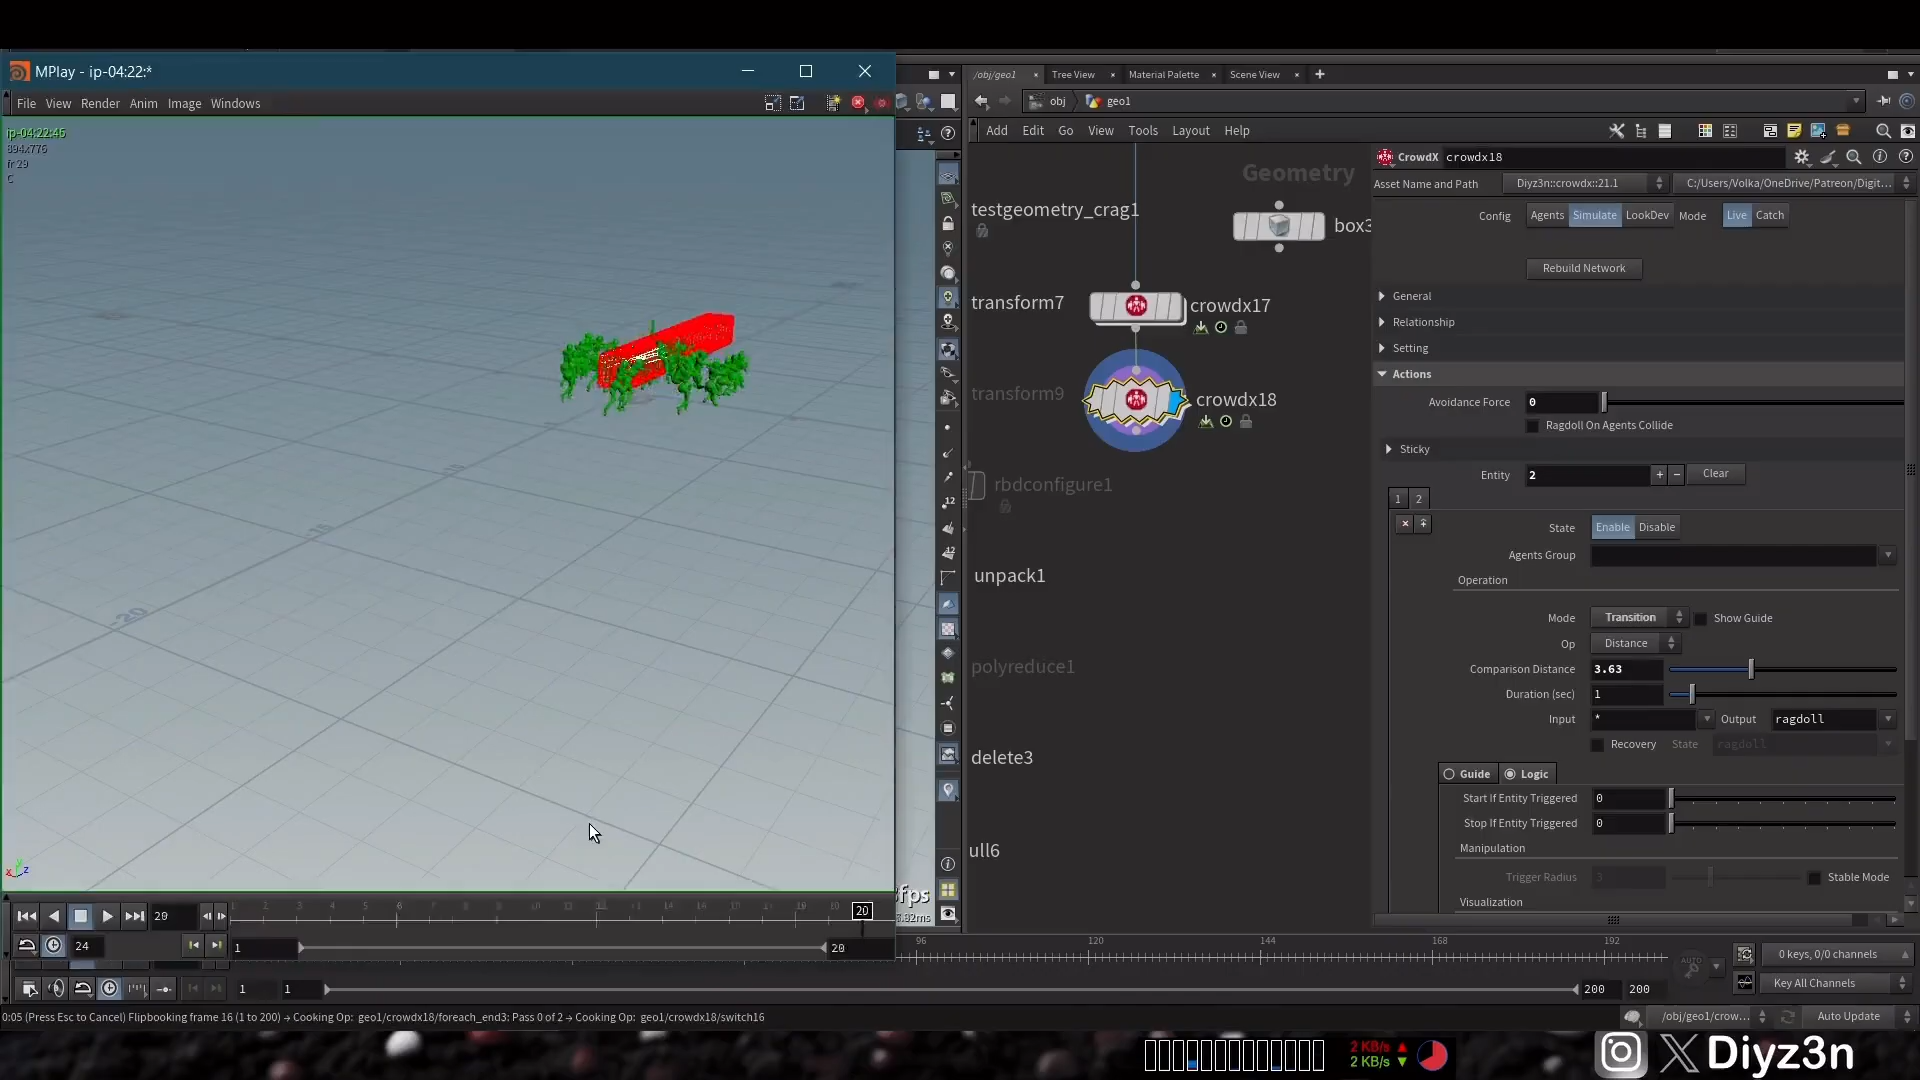 MPlay - ip-04:22:*
File View Render Anim Image Windows
ip-04:22:45
894x776
fr 29
C
-20
-10
20
24
1
20
20
/obj/geo1 Tree View Material Palette Scene View
obj geo1
Add Edit Go View Tools Layout Help
Geometry
testgeometry_crag1
box3
transform7
crowdx17
transform9
crowdx18
rbdconfigure1
unpack1
polyreduce1
delete3
ull6
CrowdX crowdx18
Asset Name and Path Diyz3n::crowdx::21.1 C:/Users/Volka/OneDrive/Patreon/Digit...
Config Agents Simulate LookDev Mode Live Catch
Rebuild Network
General
Relationship
Setting
Actions
Avoidance Force 0
Ragdoll On Agents Collide
Sticky
Entity 2 + − Clear
1 2
State Enable Disable
Agents Group
Operation
Mode Transition Show Guide
Op Distance
Comparison Distance 3.63
Duration (sec) 1
Input * Output ragdoll
Recovery State ragdoll
Guide Logic
Start If Entity Triggered 0
Stop If Entity Triggered 0
Manipulation
Trigger Radius 3 Stable Mode
Visualization
fps
96 120 144 168 192
AUTO
0 keys, 0/0 channels
Key All Channels
1 1 200 200
0:05 (Press Esc to Cancel) Flipbooking frame 16 (1 to 200) → Cooking Op: geo1/crowdx18/foreach_end3; Pass 0 of 2 → Cooking Op: geo1/crowdx18/switch16
/obj/geo1/crow... Auto Update
2 KB/s
2 KB/s
Diyz3n